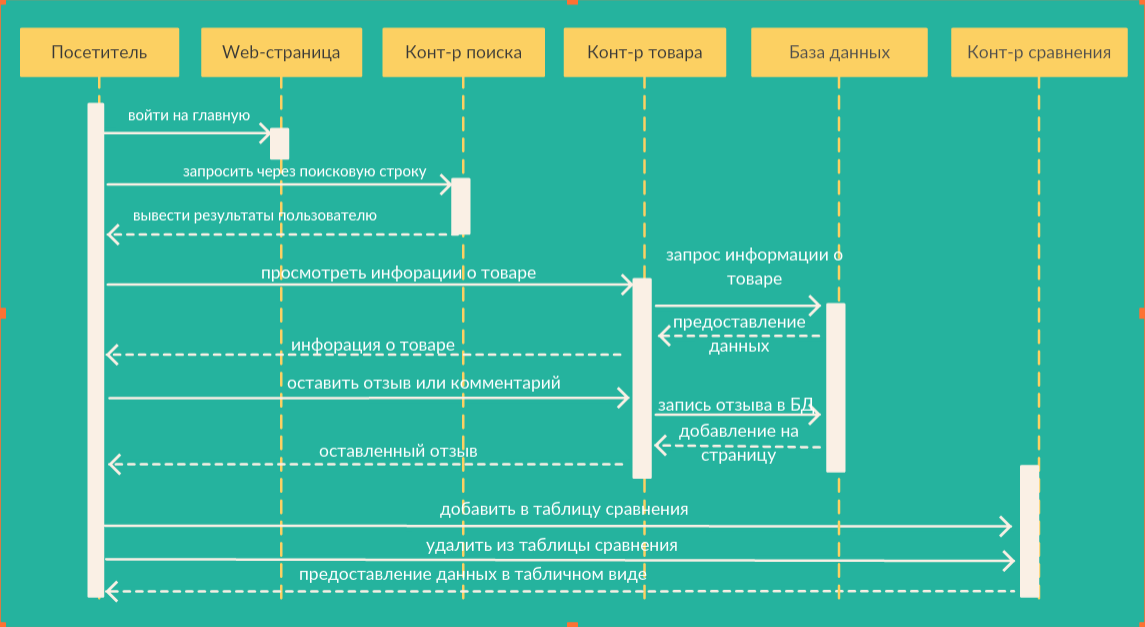 Посетитель
Web-страница
Конт-р поиска
Конт-р товара
База данных
Конт-р сравнения
войти на главную
запросить через поисковую строку
вывести результаты пользователю
запрос информации о
товаре
просмотреть инфорации о товаре
предоставление
данных
инфорация о товаре
оставить отзыв или комментарий
запись отзыва в БД
добавление на
страницу
оставленный отзыв
добавить в таблицу сравнения
удалить из таблицы сравнения
предоставление данных в табличном виде